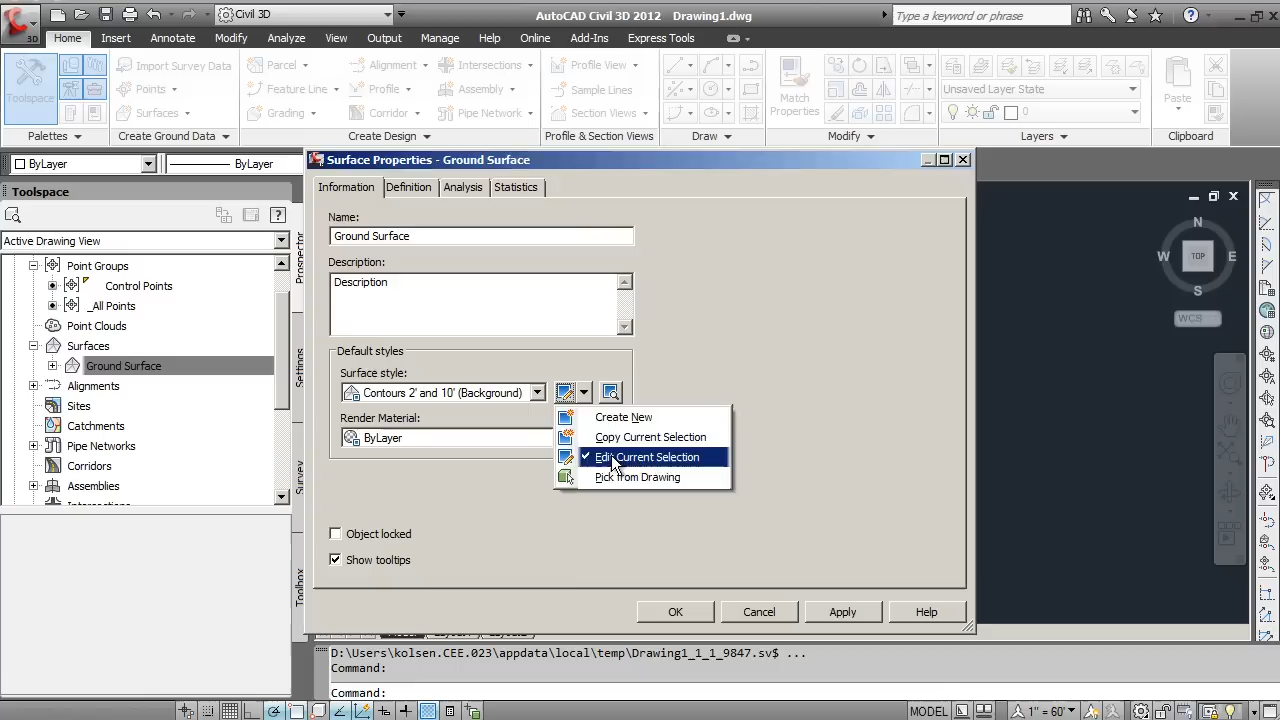 Civil 3D
AutoCAD Civil 3D 2012 Drawing1.dwg
Type a keyword or phrase
3D
Home Insert Annotate Modify Analyze View Output Manage Help Online Add-Ins Express Tools
Toolspace
Import Survey Data
Points
Surfaces
Parcel
Feature Line
Grading
Alignment
Profile
Corridor
Intersections
Assembly
Pipe Network
Profile View
Sample Lines
Section Views
Match
Properties
Unsaved Layer State
0
Paste
Palettes
Create Ground Data
Create Design
Profile & Section Views
Draw
Modify
Layers
Clipboard
ByLayer
ByLayer
Toolspace
Active Drawing View
Point Groups
Control Points
_All Points
Point Clouds
Surfaces
Ground Surface
Alignments
Sites
Catchments
Pipe Networks
Corridors
Assemblies
Prospector
Settings
Survey
Toolbox
Surface Properties - Ground Surface
Information Definition Analysis Statistics
Name:
Ground Surface
Description:
Description
Default styles
Surface style:
Contours 2' and 10' (Background)
Render Material:
ByLayer
Create New
Copy Current Selection
Edit Current Selection
Pick from Drawing
Object locked
Show tooltips
OK Cancel Apply Help
N
W TOP E
S
WCS
D:\Users\kolsen.CEE.023\appdata\local\temp\Drawing1_1_1_9847.sv$ ...
Command:
Command:
MODEL
1" = 60'